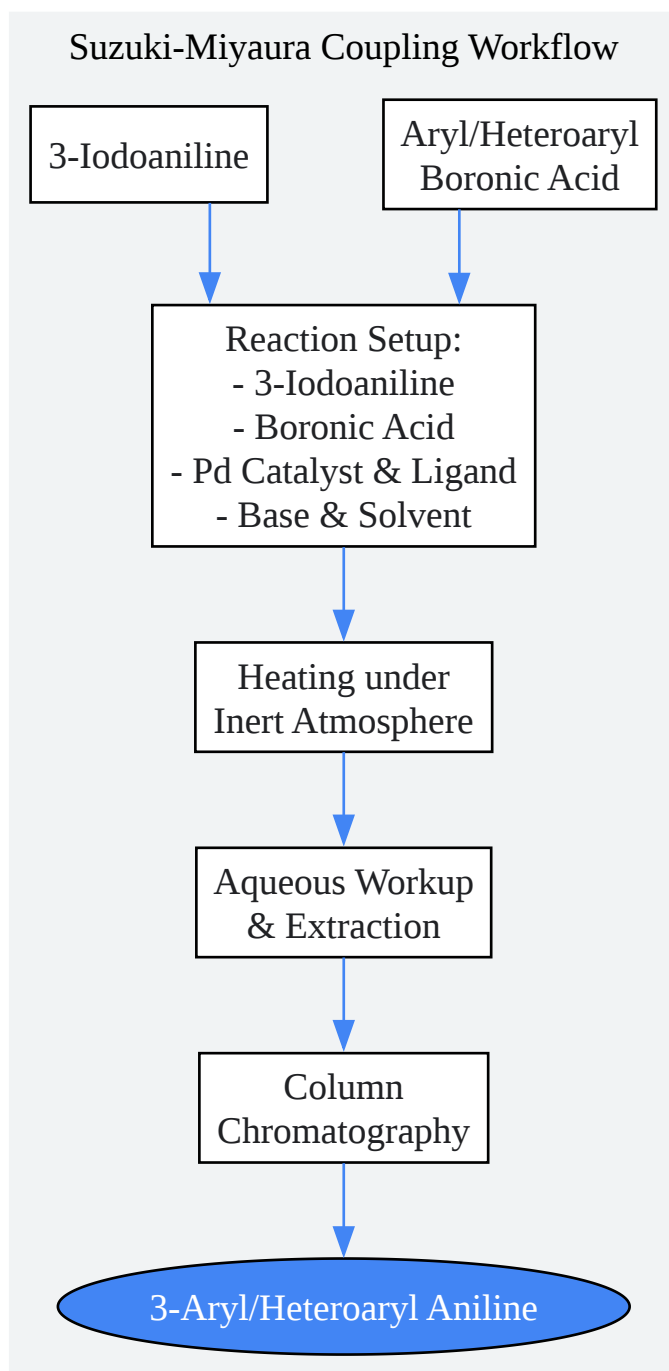 Suzuki-Miyaura Coupling Workflow
3-Iodoaniline
Aryl/Heteroaryl
Boronic Acid
Reaction Setup:
- 3-Iodoaniline
- Boronic Acid
- Pd Catalyst & Ligand
- Base & Solvent
Heating under
Inert Atmosphere
Aqueous Workup
& Extraction
Column
Chromatography
3-Aryl/Heteroaryl Aniline